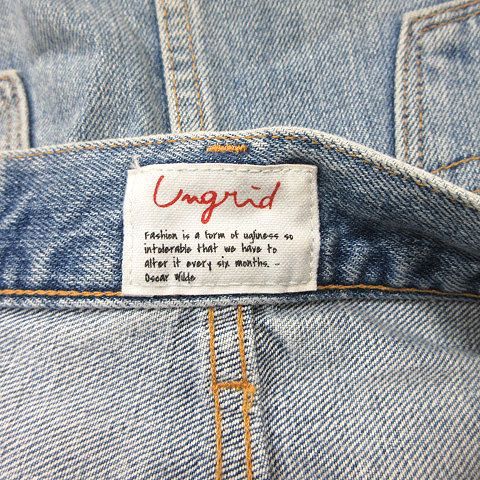 Ungrid
Fashion is a form of ugliness so
intolerable that we have to
alter it every six months. -
Oscar Wilde